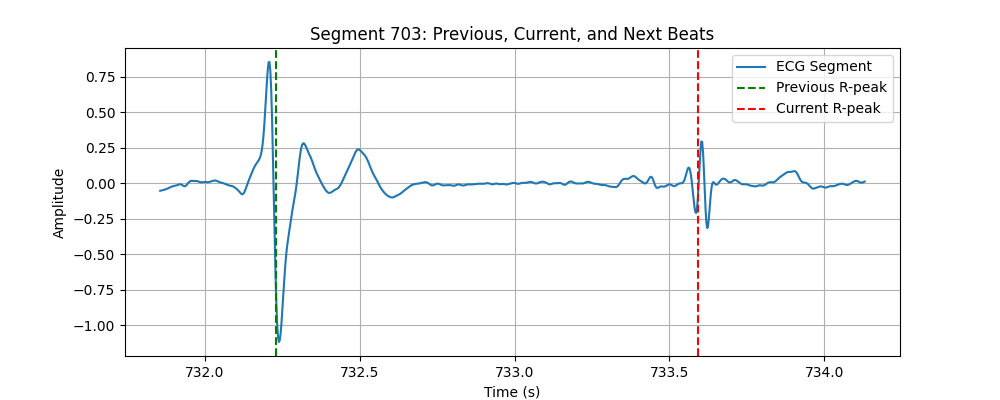 Segment 703: Previous, Current, and Next Beats
ECG Segment
Previous R-peak
Current R-peak
Amplitude
0.75
0.50
0.25
0.00
−0.25
−0.50
−0.75
−1.00
732.0 732.5 733.0 733.5 734.0
Time (s)